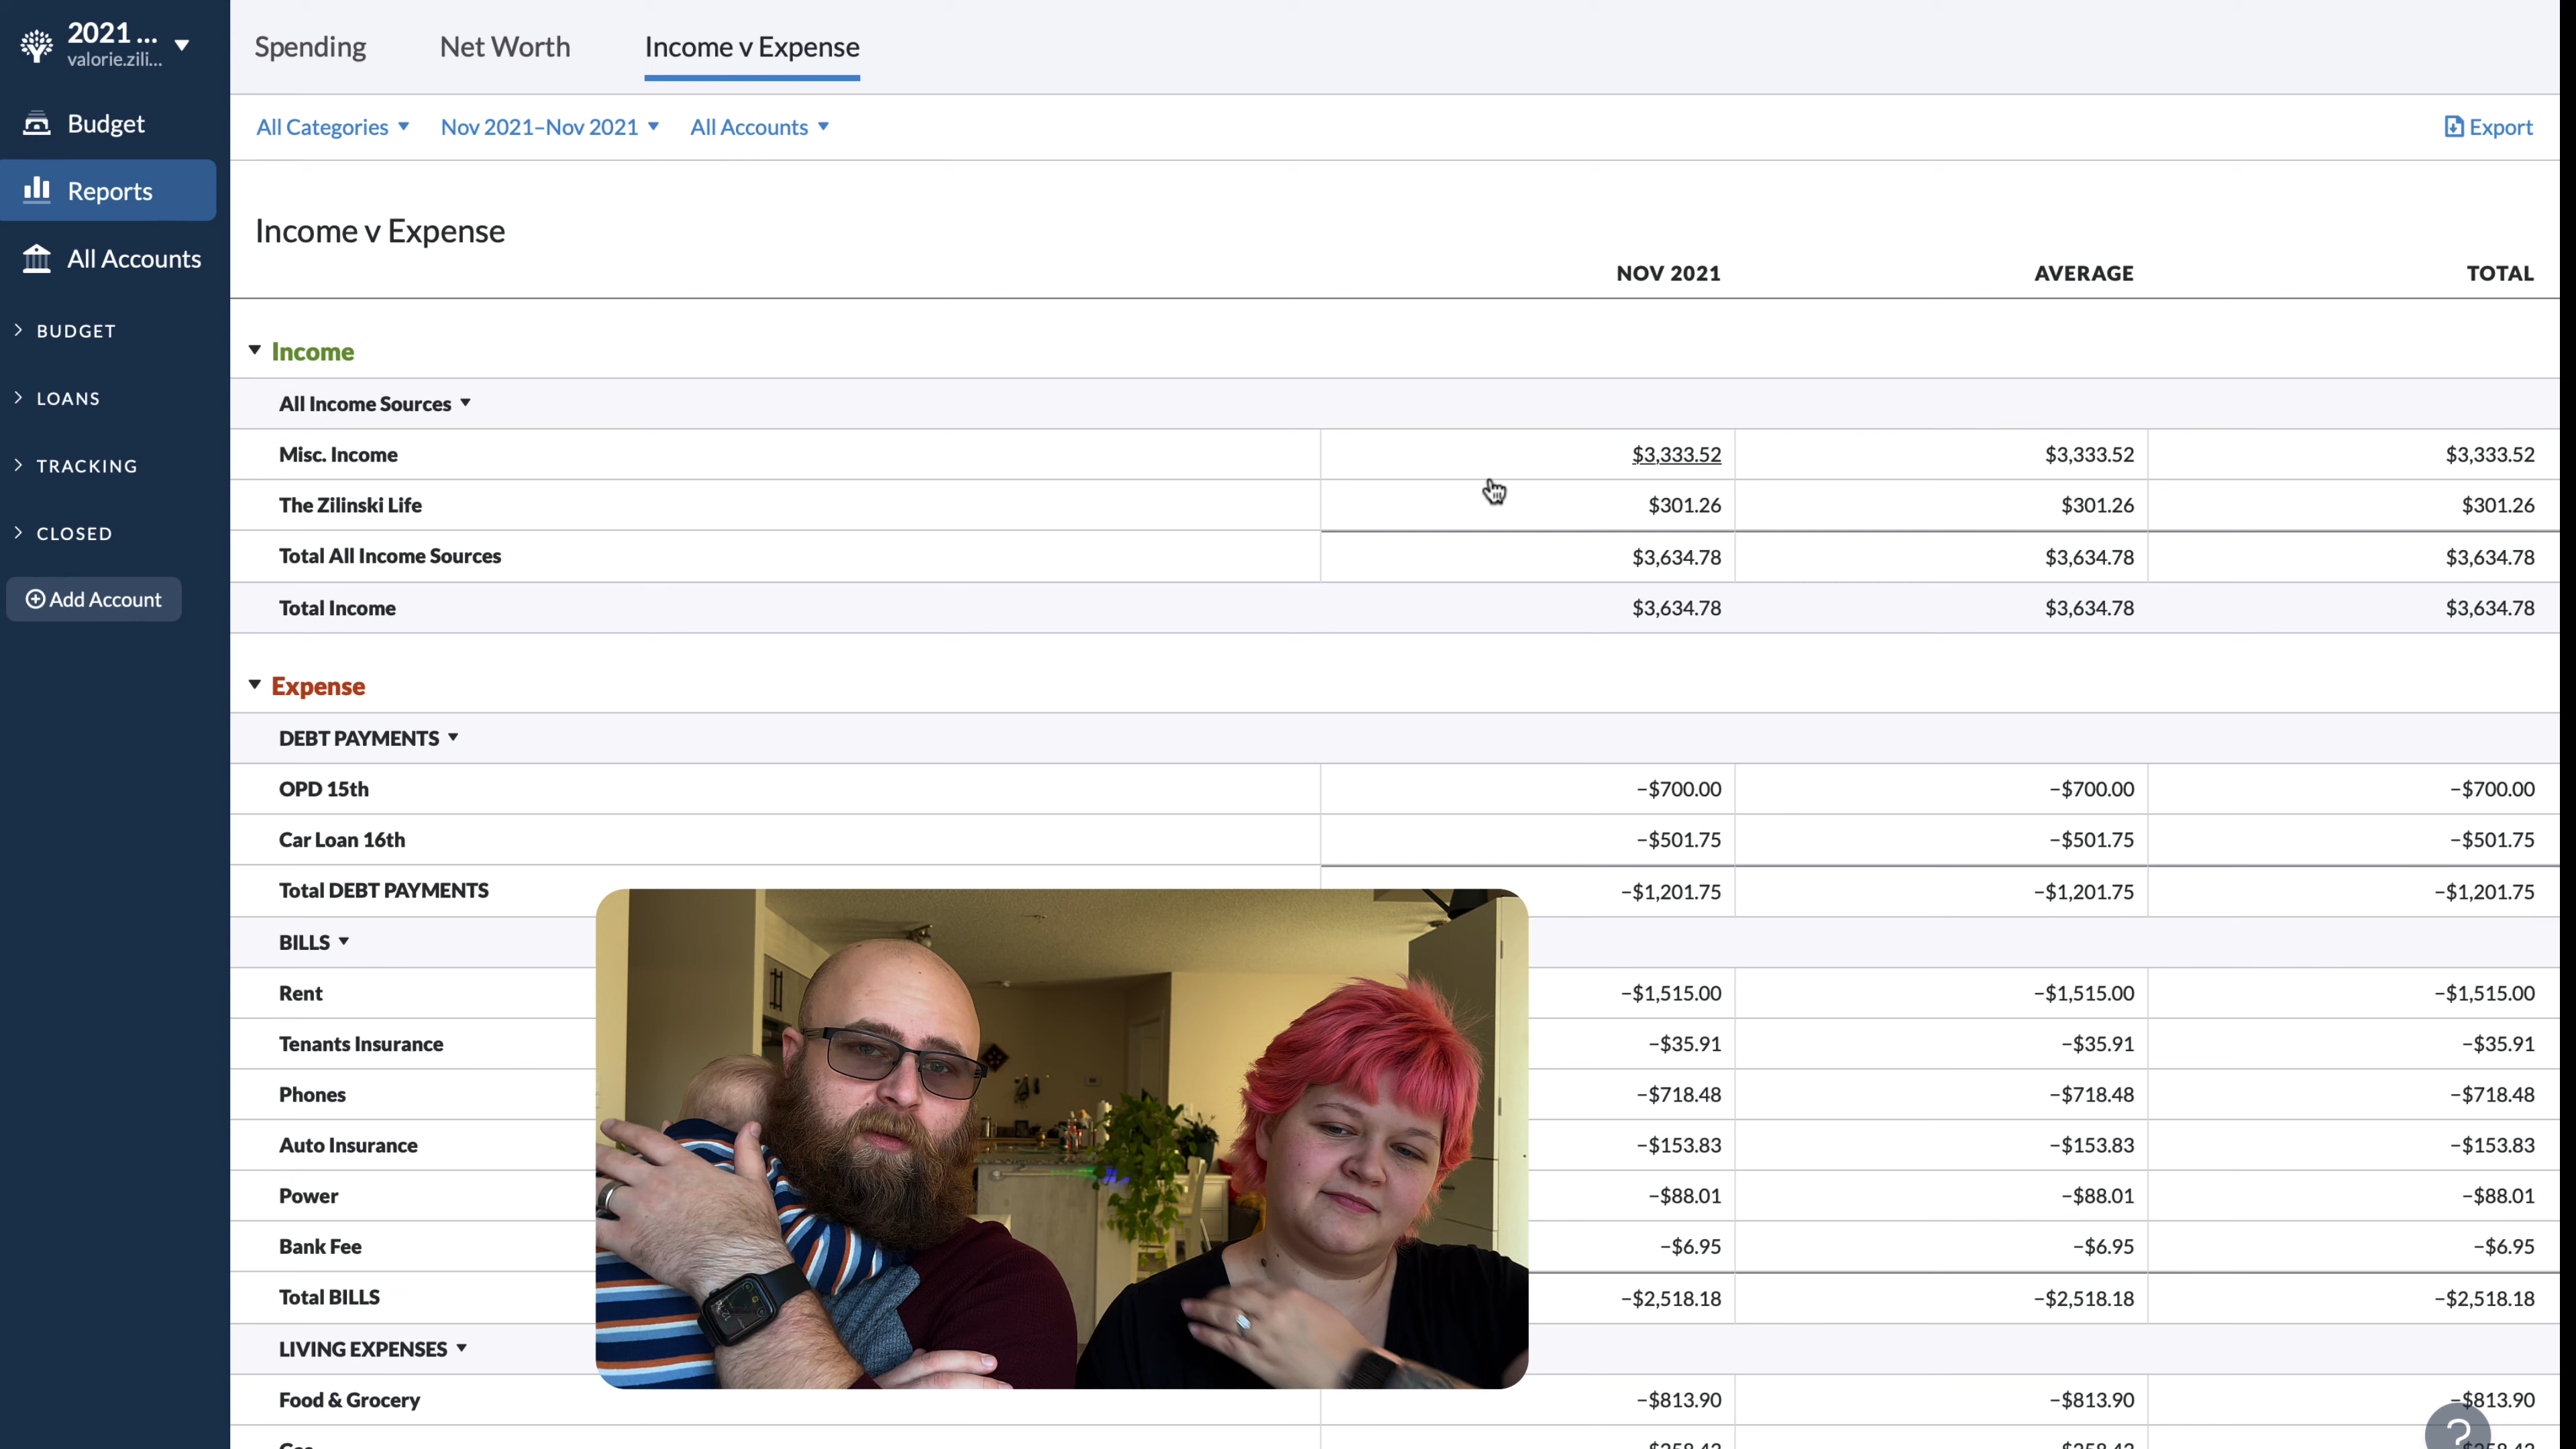 2021 ...
valorie.zili...
Budget
Reports
All Accounts
BUDGET
LOANS
TRACKING
CLOSED
Add Account
Spending Net Worth Income v Expense
All Categories Nov 2021–Nov 2021 All Accounts Export
Income v Expense
NOV 2021 AVERAGE TOTAL
Income
All Income Sources
Misc. Income $3,333.52 $3,333.52 $3,333.52
The Zilinski Life $301.26 $301.26 $301.26
Total All Income Sources $3,634.78 $3,634.78 $3,634.78
Total Income $3,634.78 $3,634.78 $3,634.78
Expense
DEBT PAYMENTS
OPD 15th −$700.00 −$700.00 −$700.00
Car Loan 16th −$501.75 −$501.75 −$501.75
Total DEBT PAYMENTS −$1,201.75 −$1,201.75 −$1,201.75
BILLS
Rent −$1,515.00 −$1,515.00 −$1,515.00
Tenants Insurance −$35.91 −$35.91 −$35.91
Phones −$718.48 −$718.48 −$718.48
Auto Insurance −$153.83 −$153.83 −$153.83
Power −$88.01 −$88.01 −$88.01
Bank Fee −$6.95 −$6.95 −$6.95
Total BILLS −$2,518.18 −$2,518.18 −$2,518.18
LIVING EXPENSES
Food & Grocery −$813.90 −$813.90 −$813.90
?